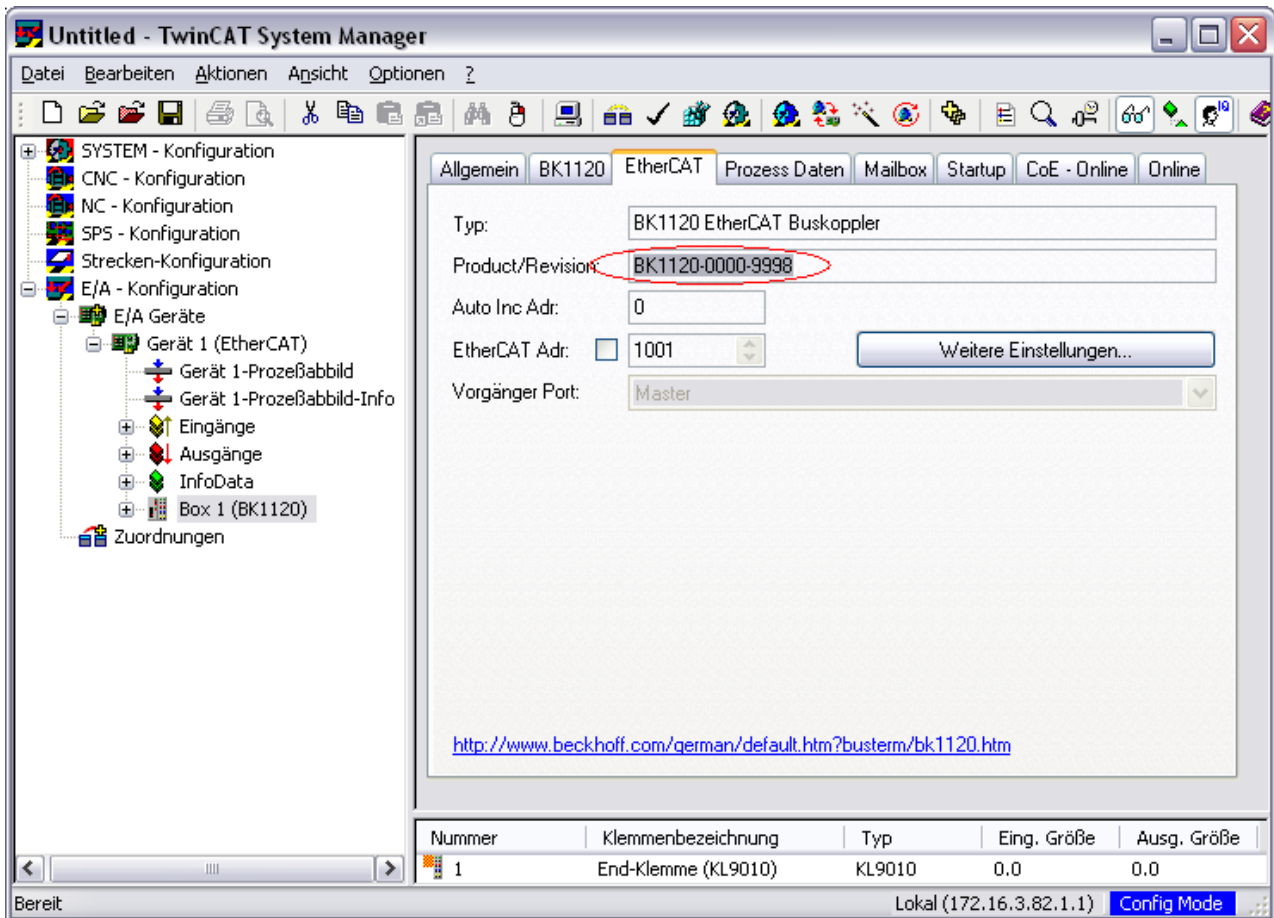 Untitled - TwinCAT System Manager
Datei Bearbeiten Aktionen Ansicht Optionen ?
SYSTEM - Konfiguration
CNC - Konfiguration
NC - Konfiguration
SPS - Konfiguration
Strecken-Konfiguration
E/A - Konfiguration
E/A Geräte
Gerät 1 (EtherCAT)
Gerät 1-Prozeßabbild
Gerät 1-Prozeßabbild-Info
Eingänge
Ausgänge
InfoData
Box 1 (BK1120)
Zuordnungen
Allgemein BK1120 EtherCAT Prozess Daten Mailbox Startup CoE - Online Online
Typ: BK1120 EtherCAT Buskoppler
Product/Revision: BK1120-0000-9998
Auto Inc Adr: 0
EtherCAT Adr: 1001 Weitere Einstellungen...
Vorgänger Port: Master
http://www.beckhoff.com/german/default.htm?busterm/bk1120.htm
Nummer Klemmenbezeichnung Typ Eing. Größe Ausg. Größe
1 End-Klemme (KL9010) KL9010 0.0 0.0
Bereit Lokal (172.16.3.82.1.1) Config Mode